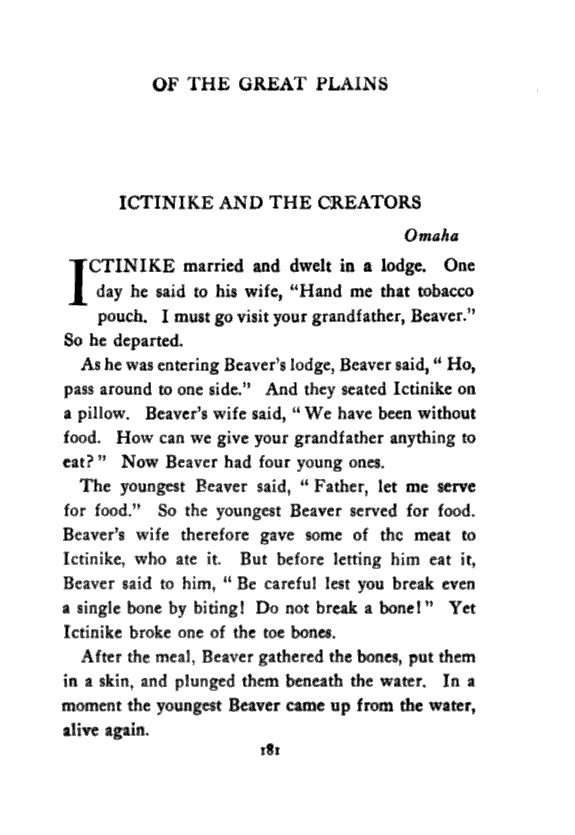 OF THE GREAT PLAINS
ICTINIKE AND THE CREATORS
Omaha
ICTINIKE married and dwelt in a lodge. One
day he said to his wife, "Hand me that tobacco
pouch. I must go visit your grandfather, Beaver."
So he departed.
As he was entering Beaver's lodge, Beaver said, " Ho,
pass around to one side." And they seated Ictinike on
a pillow. Beaver's wife said, " We have been without
food. How can we give your grandfather anything to
eat? " Now Beaver had four young ones.
The youngest Beaver said, " Father, let me serve
for food." So the youngest Beaver served for food.
Beaver's wife therefore gave some of the meat to
Ictinike, who ate it. But before letting him eat it,
Beaver said to him, " Be careful lest you break even
a single bone by biting! Do not break a bone! " Yet
Ictinike broke one of the toe bones.
After the meal, Beaver gathered the bones, put them
in a skin, and plunged them beneath the water. In a
moment the youngest Beaver came up from the water,
alive again.
181